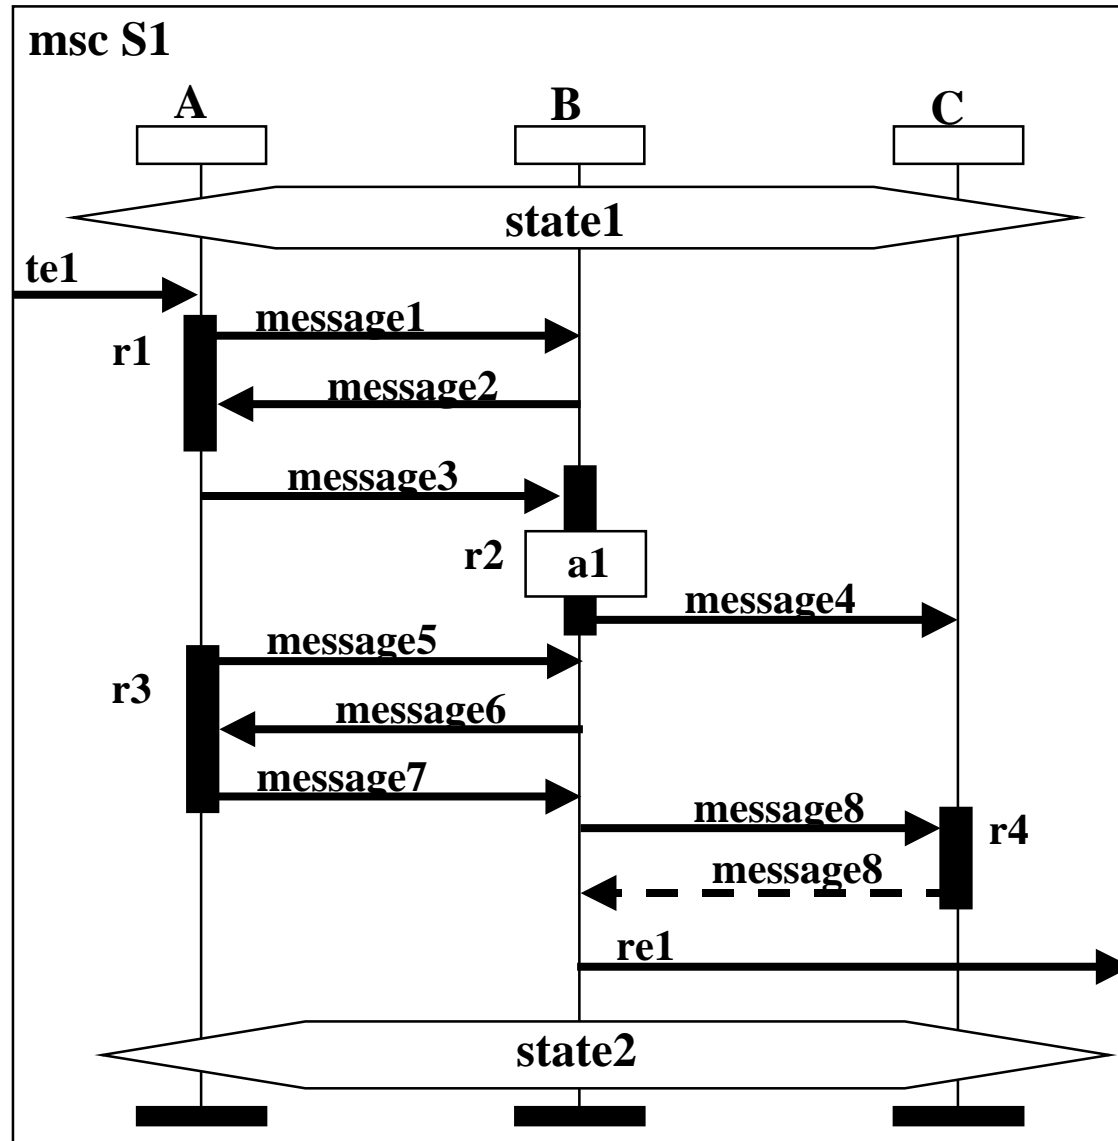 msc S1
A
B
C
state1
te1
message1
r1
message2
message3
r2
a1
message4
message5
r3
message6
message7
message8
r4
message8
re1
state2